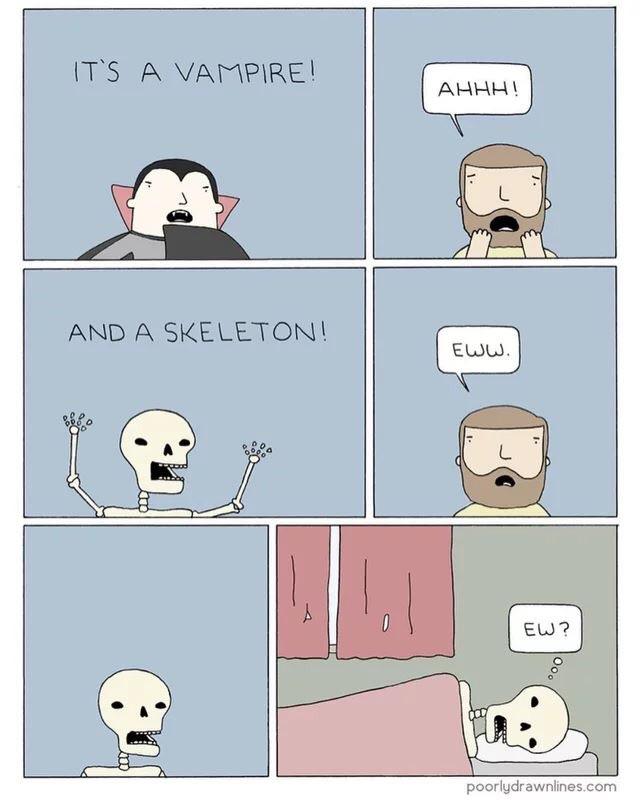 IT'S A VAMPIRE!
AHHH!
AND A SKELETON!
EWW.
EW?
poorlydrawnlines.com